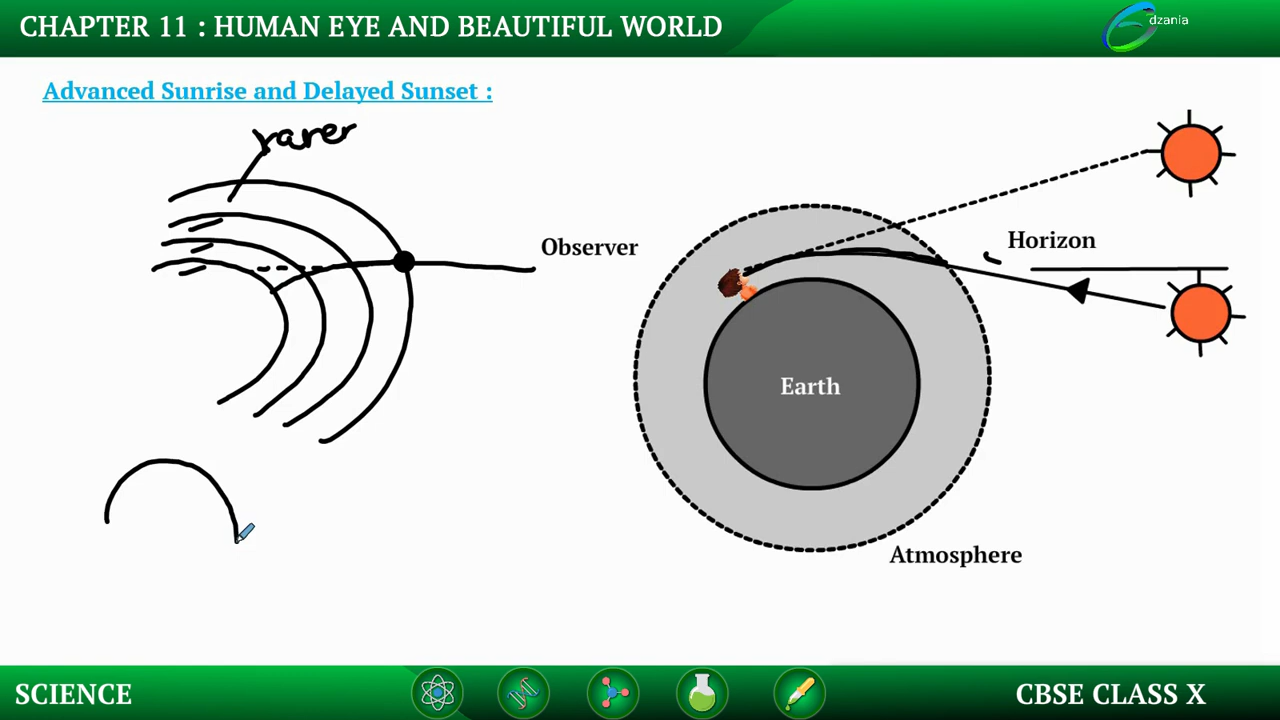 CHAPTER 11 : HUMAN EYE AND BEAUTIFUL WORLD
Edzania
Advanced Sunrise and Delayed Sunset :
rarer
Observer
Horizon
Earth
Atmosphere
SCIENCE
CBSE CLASS X